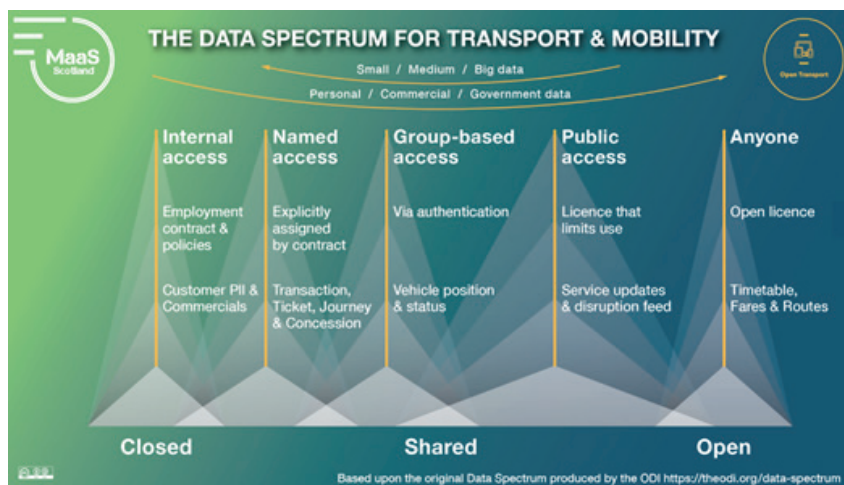 MaaS
Scotland
THE DATA SPECTRUM FOR TRANSPORT & MOBILITY
Small / Medium / Big data
Personal / Commercial / Government data
Open Transport
Internal
access
Named
access
Group-based
access
Public
access
Anyone
Employment
contract &
policies
Explicitly
assigned
by contract
Via authentication
Licence that
limits use
Open licence
Customer PII &
Commercials
Transaction,
Ticket, Journey
& Concession
Vehicle position
& status
Service updates
& disruption feed
Timetable,
Fares & Routes
Closed
Shared
Open
Based upon the original Data Spectrum produced by the ODI https://theodi.org/data-spectrum